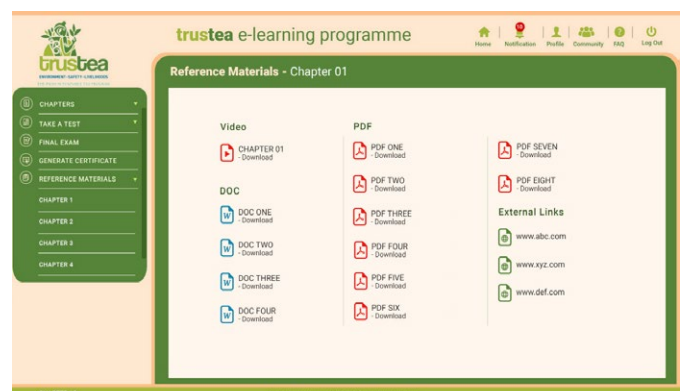 trustea
ENVIRONMENT·SAFETY·LIVELIHOODS
trustea e-learning programme
10
Home
Notification
Profile
Community
FAQ
Log Out
CHAPTERS
TAKE A TEST
FINAL EXAM
GENERATE CERTIFICATE
REFERENCE MATERIALS
CHAPTER 1
CHAPTER 2
CHAPTER 3
CHAPTER 4
Reference Materials - Chapter 01
Video
CHAPTER 01
- Download
DOC
DOC ONE
- Download
DOC TWO
- Download
DOC THREE
- Download
DOC FOUR
- Download
PDF
PDF ONE
- Download
PDF TWO
- Download
PDF THREE
- Download
PDF FOUR
- Download
PDF FIVE
- Download
PDF SIX
- Download
PDF SEVEN
- Download
PDF EIGHT
- Download
External Links
www.abc.com
www.xyz.com
www.def.com